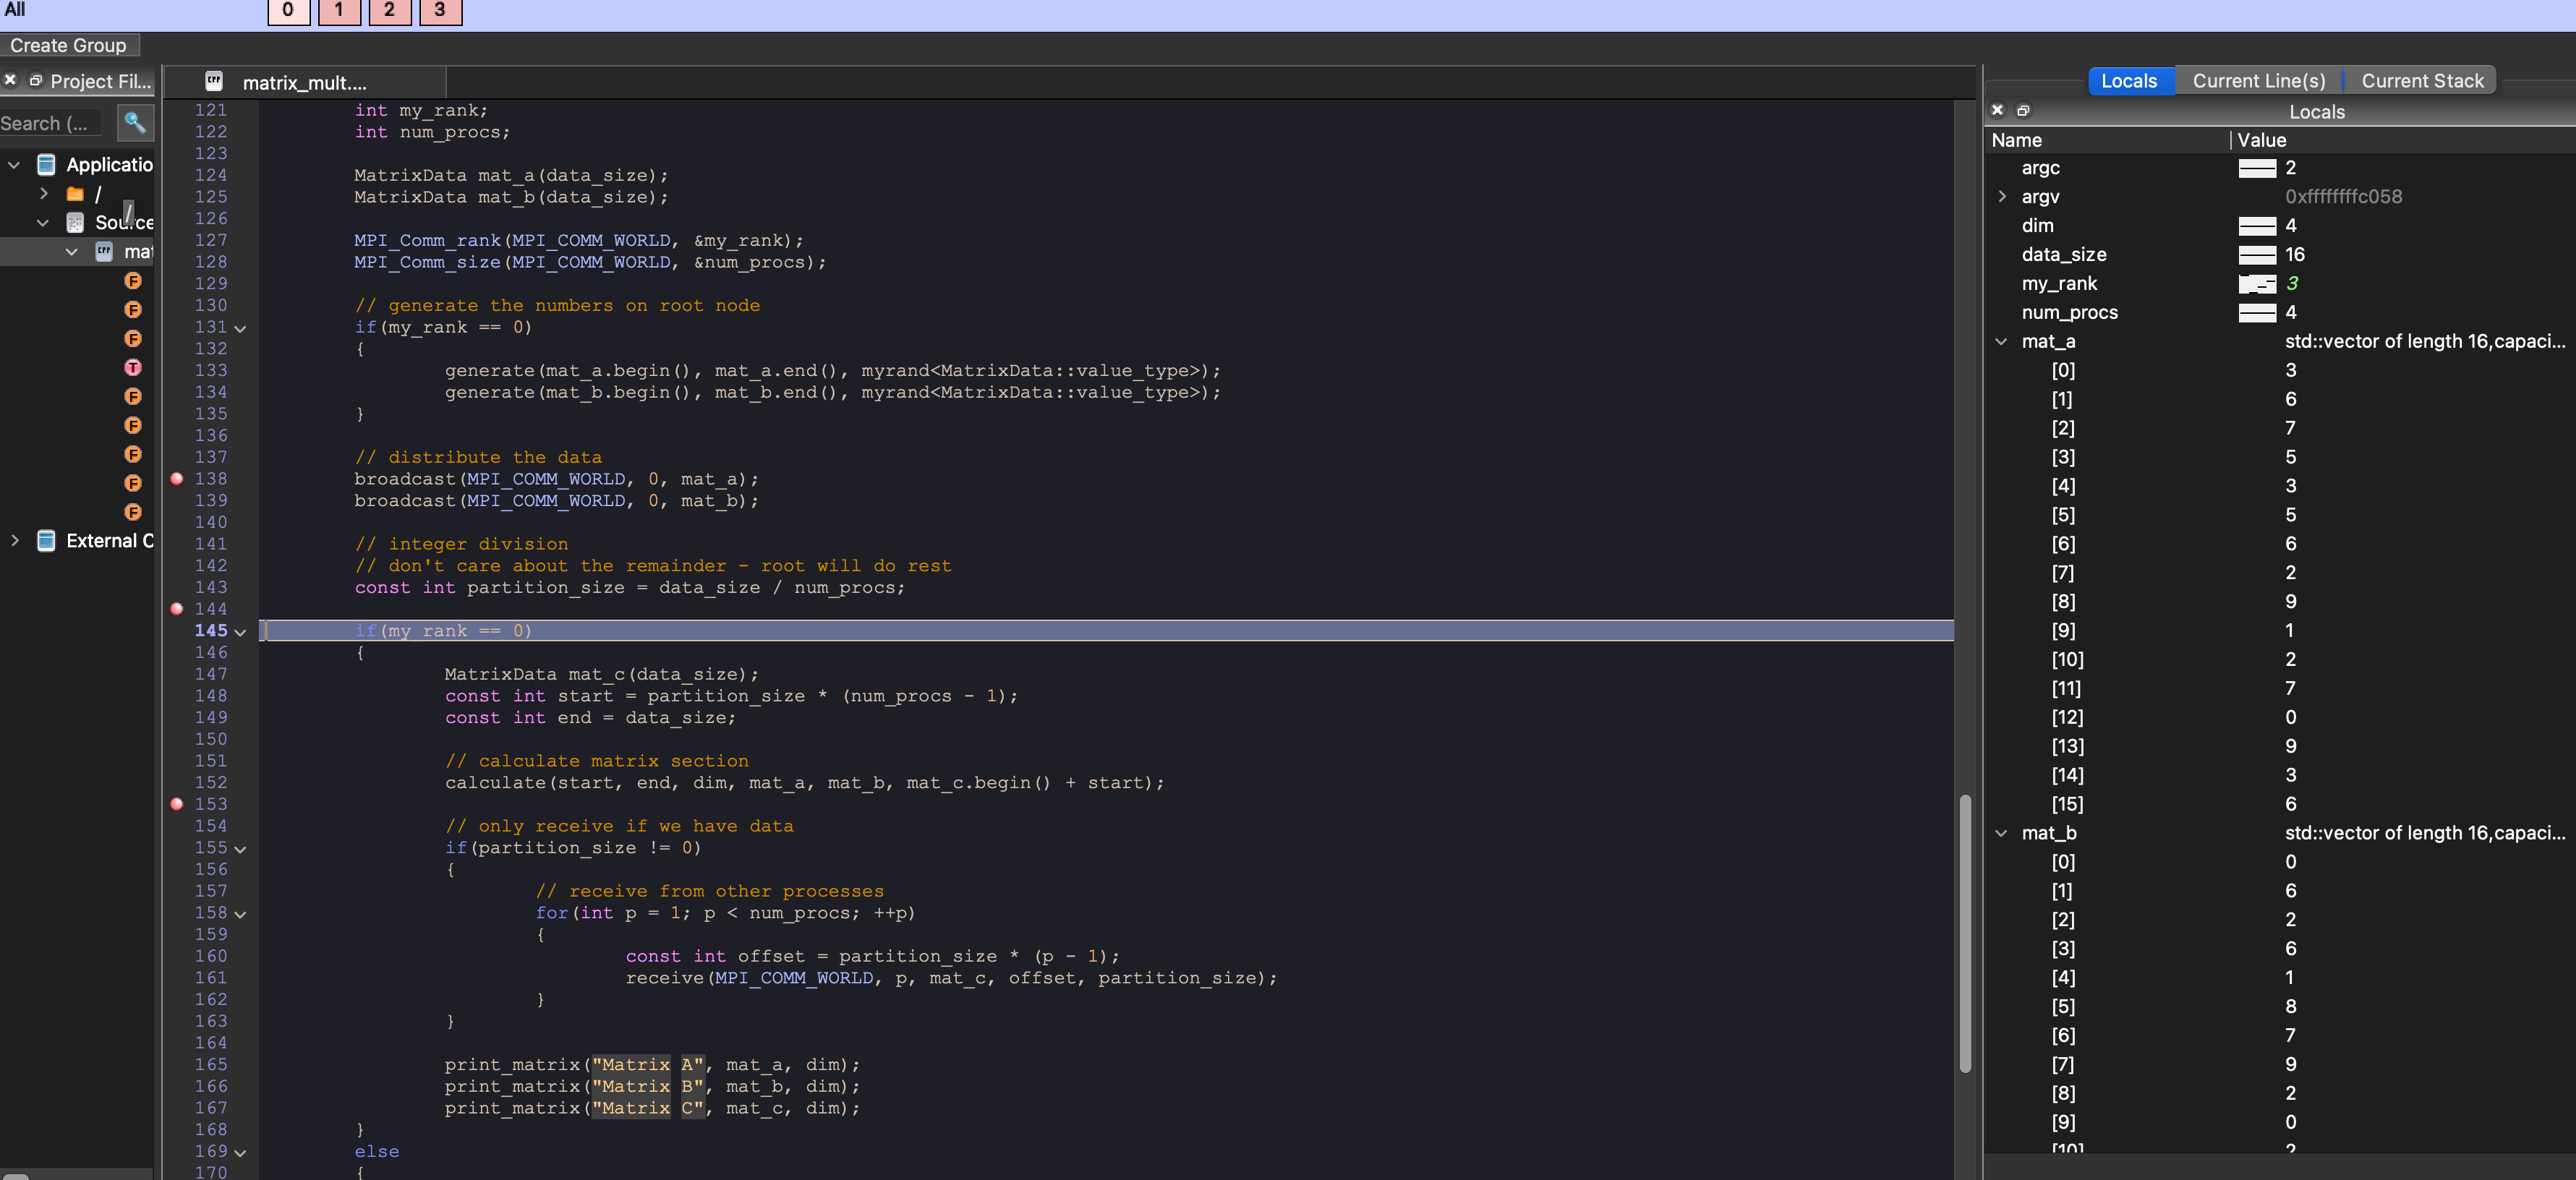 All 0 1 2 3
Create Group
Project Fil...
Search (...
Applicatio
/
/
Source
mat
F
F
F
T
F
F
F
F
F
External C
matrix_mult....
121 int my_rank;
122 int num_procs;
123
124 MatrixData mat_a(data_size);
125 MatrixData mat_b(data_size);
126
127 MPI_Comm_rank(MPI_COMM_WORLD, &my_rank);
128 MPI_Comm_size(MPI_COMM_WORLD, &num_procs);
129
130 // generate the numbers on root node
131 if(my_rank == 0)
132 {
133 generate(mat_a.begin(), mat_a.end(), myrand<MatrixData::value_type>);
134 generate(mat_b.begin(), mat_b.end(), myrand<MatrixData::value_type>);
135 }
136
137 // distribute the data
138 broadcast(MPI_COMM_WORLD, 0, mat_a);
139 broadcast(MPI_COMM_WORLD, 0, mat_b);
140
141 // integer division
142 // don't care about the remainder - root will do rest
143 const int partition_size = data_size / num_procs;
144
145 if(my_rank == 0)
146 {
147 MatrixData mat_c(data_size);
148 const int start = partition_size * (num_procs - 1);
149 const int end = data_size;
150
151 // calculate matrix section
152 calculate(start, end, dim, mat_a, mat_b, mat_c.begin() + start);
153
154 // only receive if we have data
155 if(partition_size != 0)
156 {
157 // receive from other processes
158 for(int p = 1; p < num_procs; ++p)
159 {
160 const int offset = partition_size * (p - 1);
161 receive(MPI_COMM_WORLD, p, mat_c, offset, partition_size);
162 }
163 }
164
165 print_matrix("Matrix A", mat_a, dim);
166 print_matrix("Matrix B", mat_b, dim);
167 print_matrix("Matrix C", mat_c, dim);
168 }
169 else
170 {
Locals Current Line(s) Current Stack
Locals
Name Value
argc 2
argv 0xffffffffc058
dim 4
data_size 16
my_rank 3
num_procs 4
mat_a std::vector of length 16,capaci...
[0] 3
[1] 6
[2] 7
[3] 5
[4] 3
[5] 5
[6] 6
[7] 2
[8] 9
[9] 1
[10] 2
[11] 7
[12] 0
[13] 9
[14] 3
[15] 6
mat_b std::vector of length 16,capaci...
[0] 0
[1] 6
[2] 2
[3] 6
[4] 1
[5] 8
[6] 7
[7] 9
[8] 2
[9] 0
[10] 2